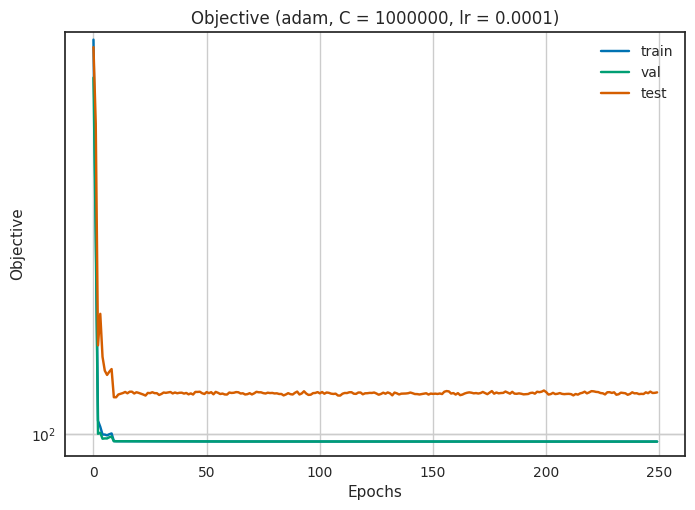 Objective (adam, C = 1000000, lr = 0.0001)
train
val
test
Objective
10²
0 50 100 150 200 250
Epochs